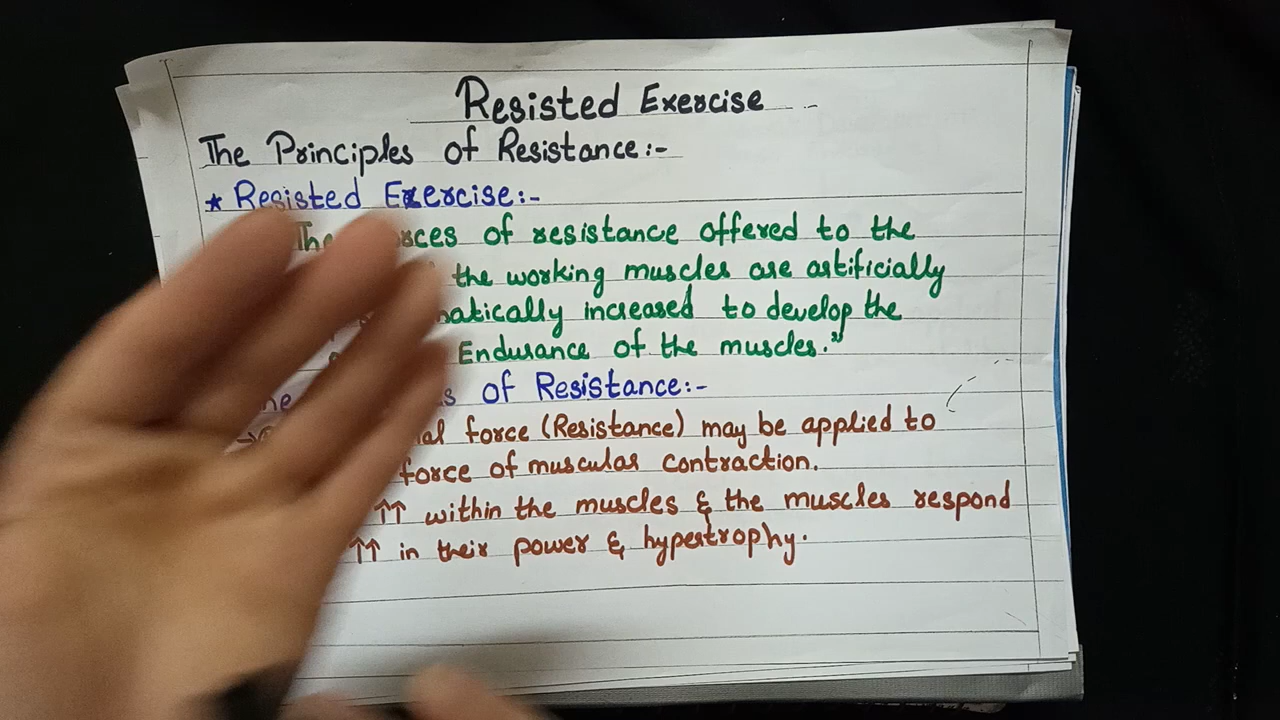 Resisted Exercise
The Principles of Resistance:-
* Resisted Exercise:-
The of resistance offered to the
the working muscles are artificially
increased to develop the
Endurance of the muscles."
of Resistance:-
force (Resistance) may be applied to
force of muscular contraction.
↑↑ within the muscles & the muscles respond
↑↑ in their power & hypertrophy.